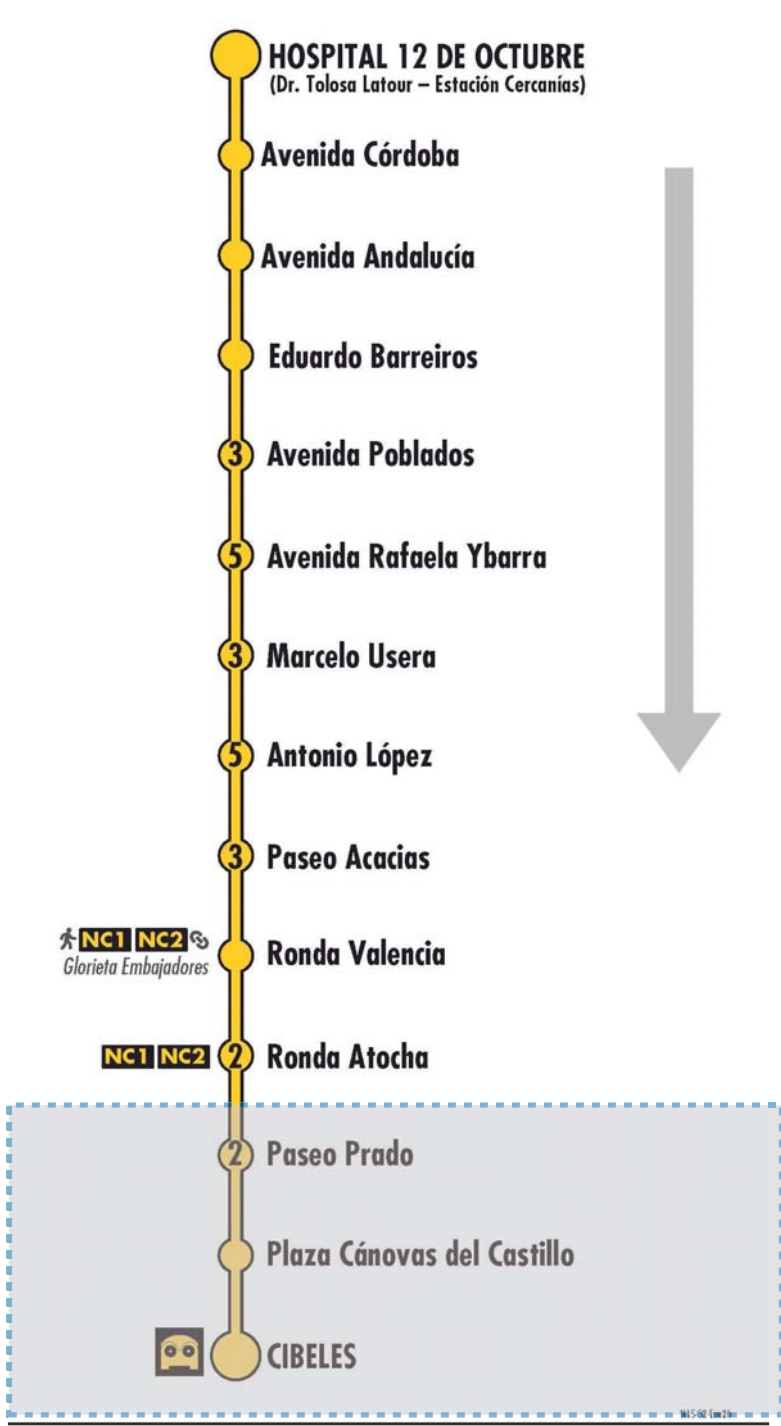 HOSPITAL 12 DE OCTUBRE
(Dr. Tolosa Latour – Estación Cercanías)
Avenida Córdoba
Avenida Andalucía
Eduardo Barreiros
3 Avenida Poblados
5 Avenida Rafaela Ybarra
3 Marcelo Usera
5 Antonio López
3 Paseo Acacias
NC1 NC2
Glorieta Embajadores
Ronda Valencia
NC1 NC2 2 Ronda Atocha
2 Paseo Prado
Plaza Cánovas del Castillo
CIBELES